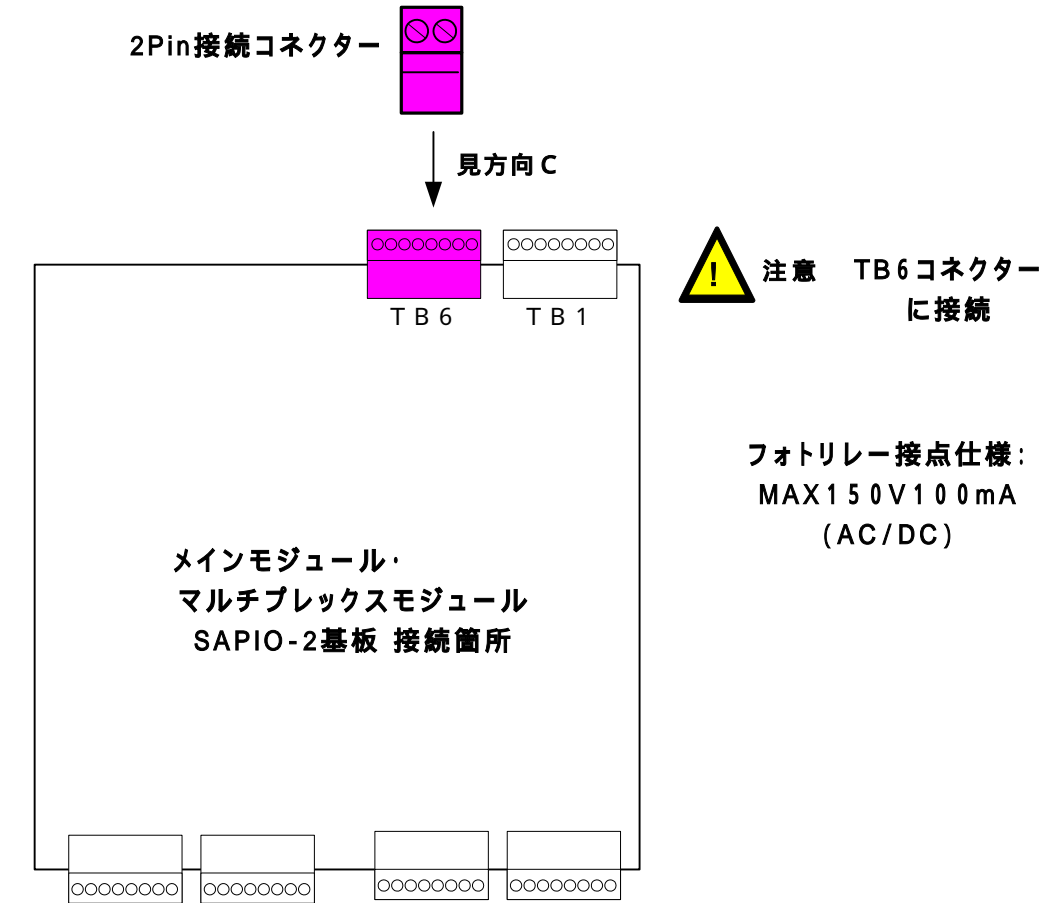 2Pin接続コネクター
見方向C
TB6
TB1
! 注意 TB6コネクター
に接続
フォトリレー接点仕様:
MAX150V100mA
(AC/DC)
メインモジュール・
マルチプレックスモジュール
SAPIO-2基板 接続箇所